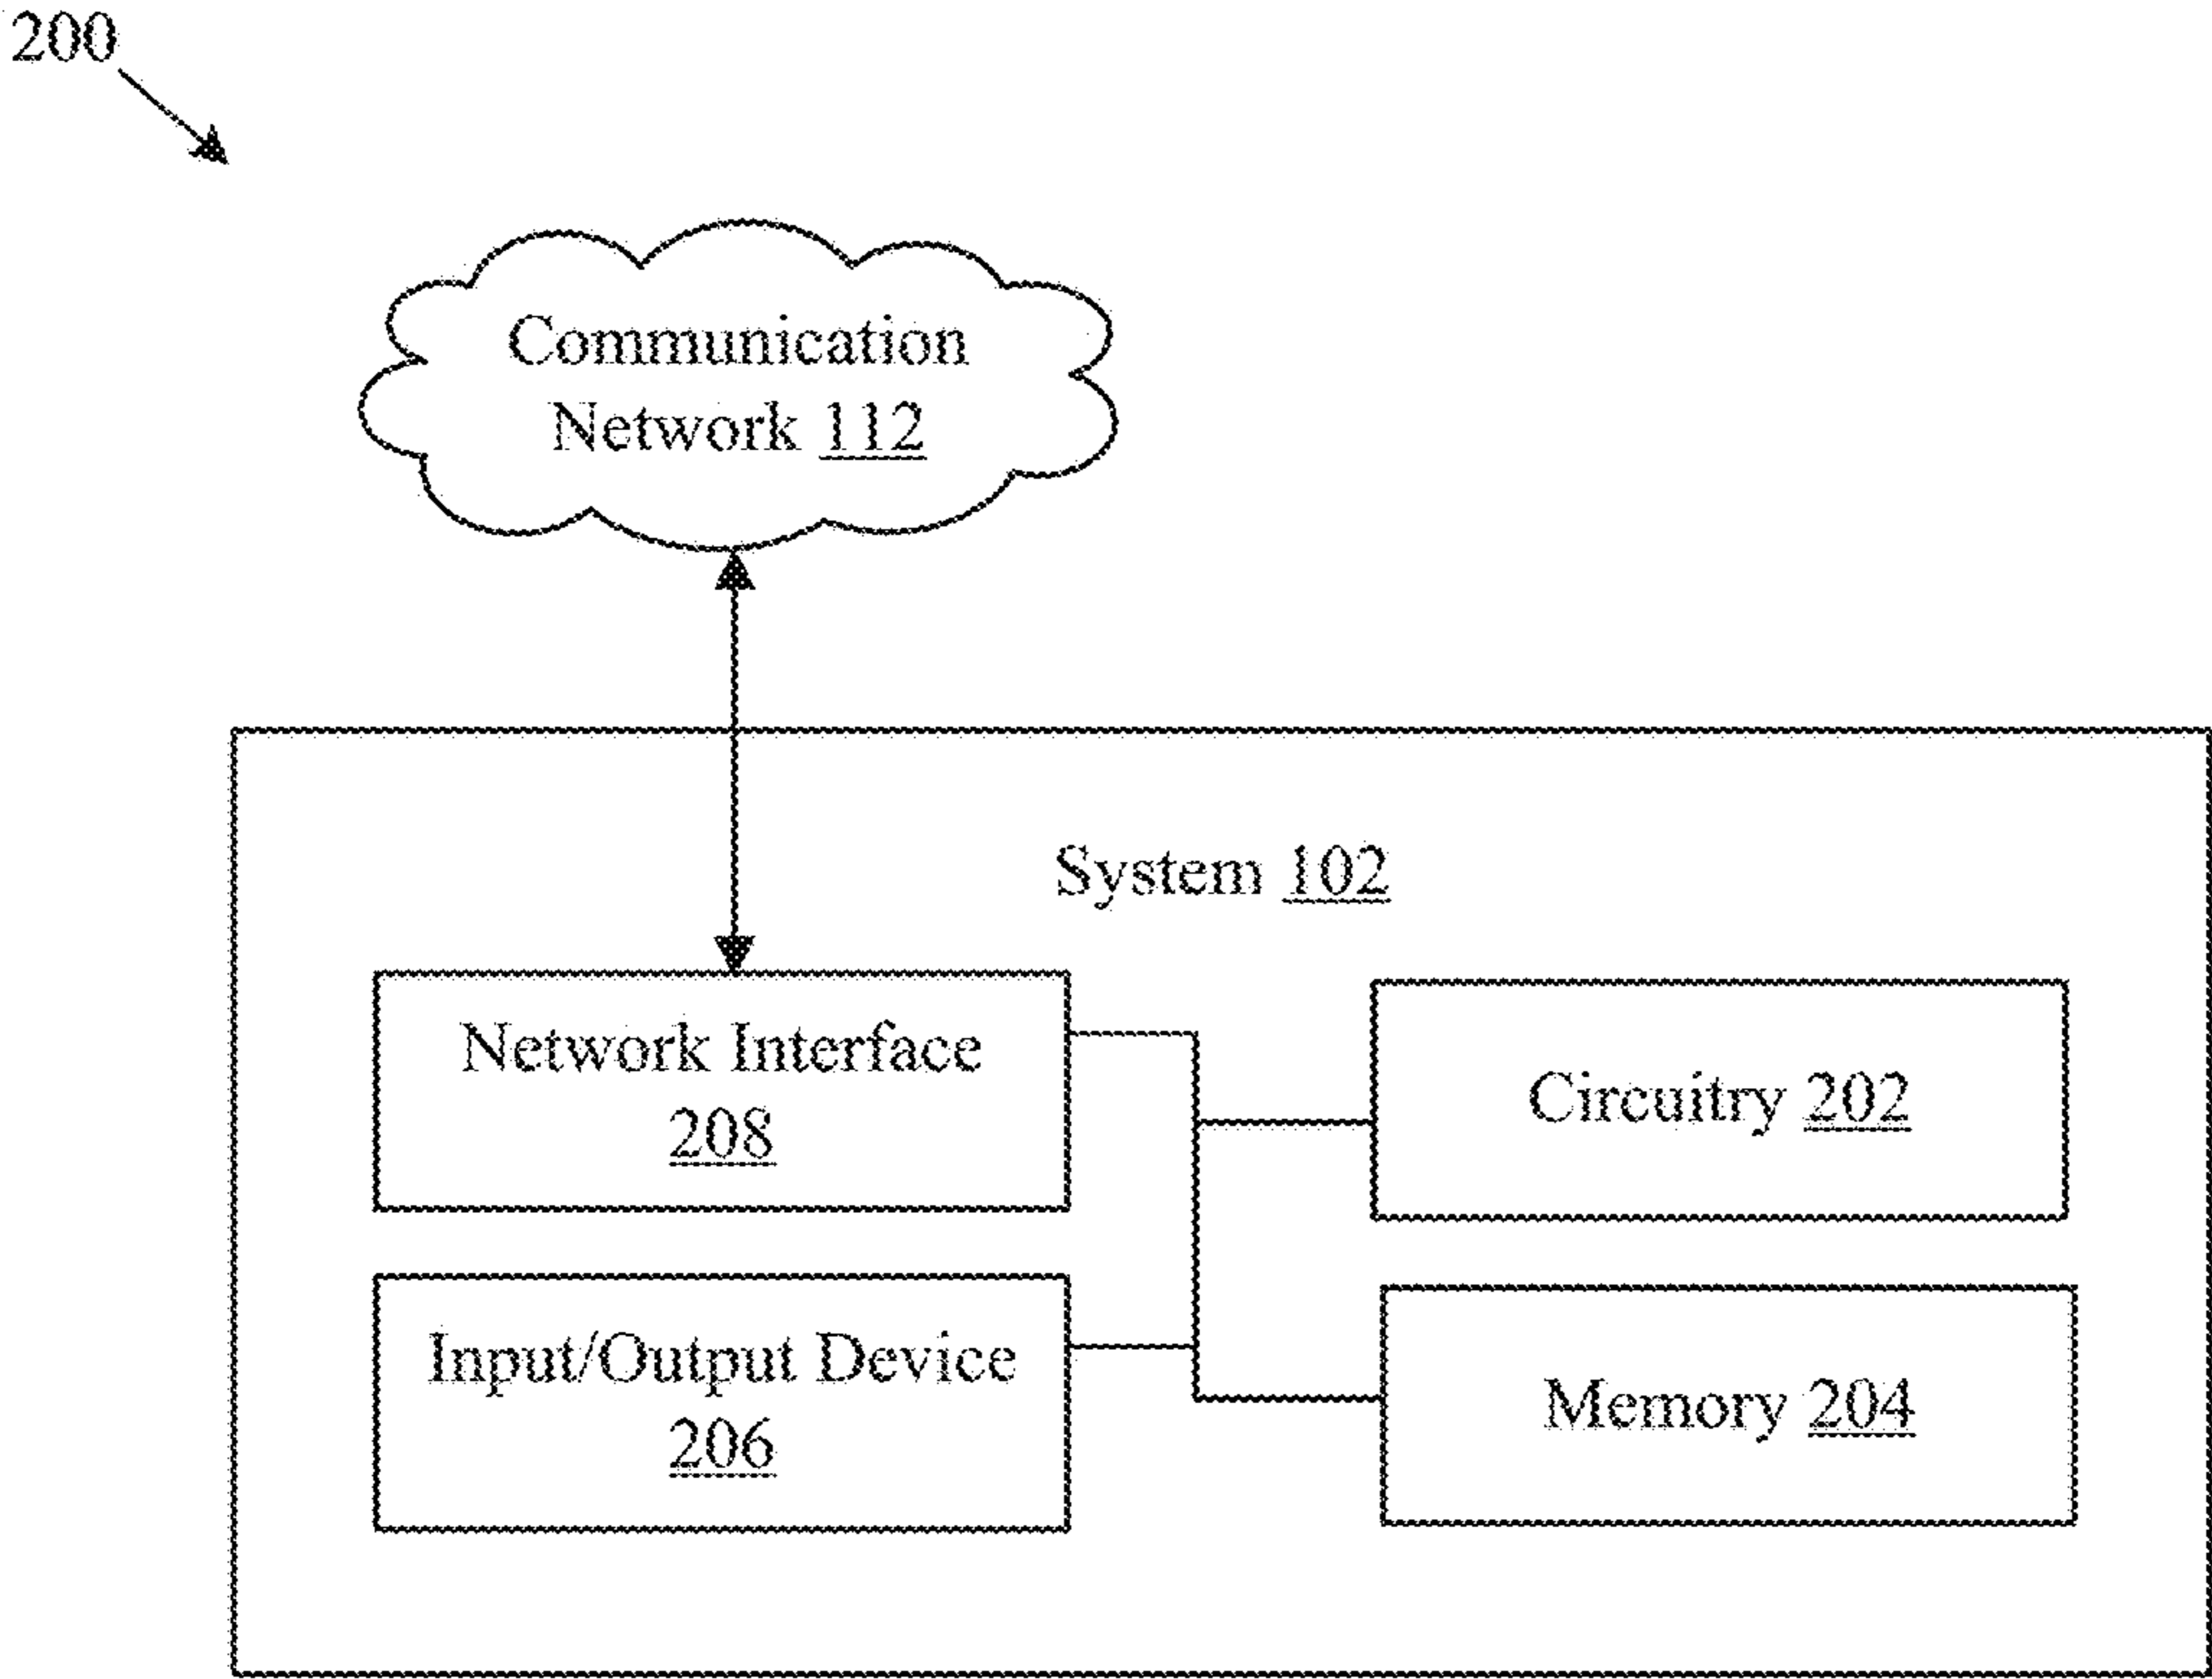 200
Communication
Network 112
System 102
Network Interface
208
Circuitry 202
Input/Output Device
206
Memory 204